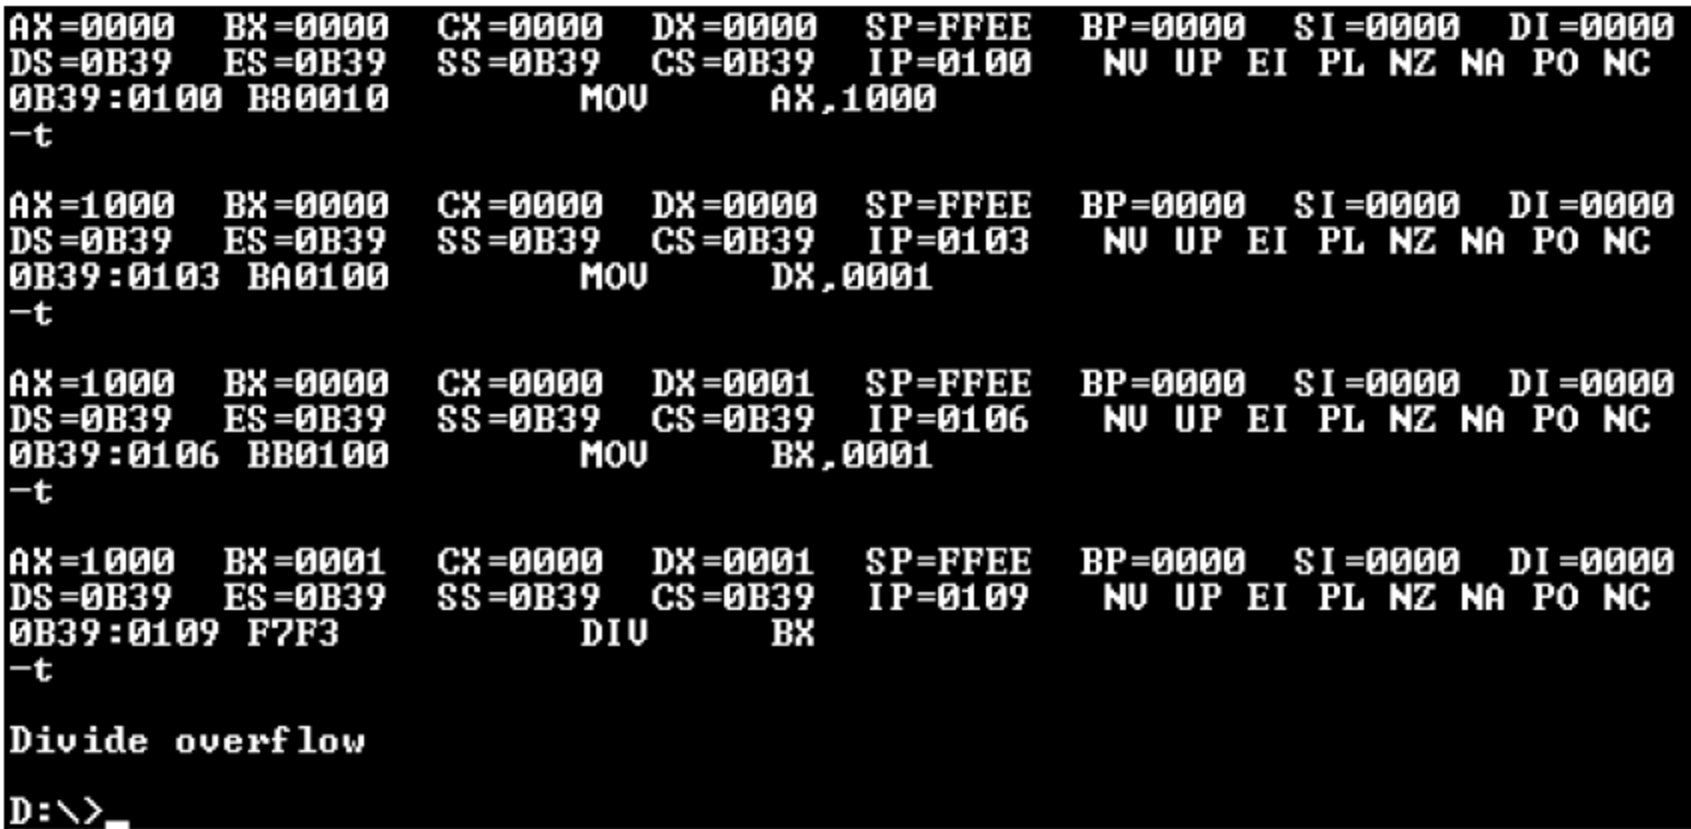 AX=0000  BX=0000  CX=0000  DX=0000  SP=FFEE  BP=0000  SI=0000  DI=0000
DS=0B39  ES=0B39  SS=0B39  CS=0B39  IP=0100   NV UP EI PL NZ NA PO NC
0B39:0100 B80010        MOV     AX,1000
-t
AX=1000  BX=0000  CX=0000  DX=0000  SP=FFEE  BP=0000  SI=0000  DI=0000
DS=0B39  ES=0B39  SS=0B39  CS=0B39  IP=0103   NV UP EI PL NZ NA PO NC
0B39:0103 BA0100        MOV     DX,0001
-t
AX=1000  BX=0000  CX=0000  DX=0001  SP=FFEE  BP=0000  SI=0000  DI=0000
DS=0B39  ES=0B39  SS=0B39  CS=0B39  IP=0106   NV UP EI PL NZ NA PO NC
0B39:0106 BB0100        MOV     BX,0001
-t
AX=1000  BX=0001  CX=0000  DX=0001  SP=FFEE  BP=0000  SI=0000  DI=0000
DS=0B39  ES=0B39  SS=0B39  CS=0B39  IP=0109   NV UP EI PL NZ NA PO NC
0B39:0109 F7F3          DIV     BX
-t
Divide overflow
D:\>_